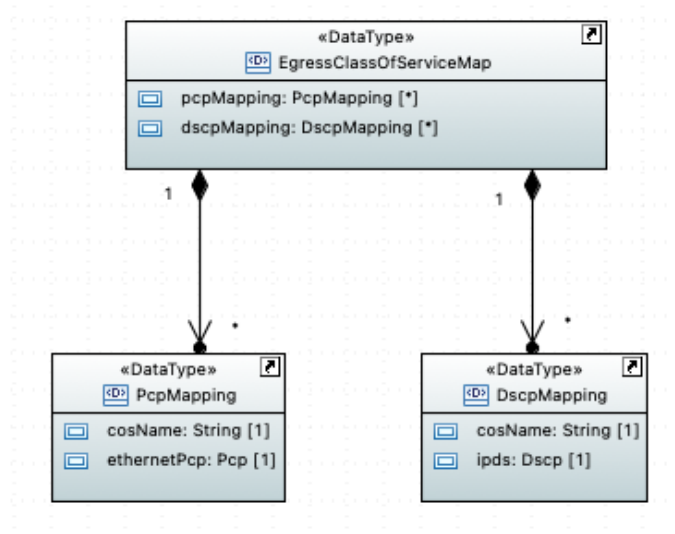 «DataType»
EgressClassOfServiceMap
pcpMapping: PcpMapping [*]
dscpMapping: DscpMapping [*]
1
1
*
*
«DataType»
PcpMapping
cosName: String [1]
ethernetPcp: Pcp [1]
«DataType»
DscpMapping
cosName: String [1]
ipds: Dscp [1]